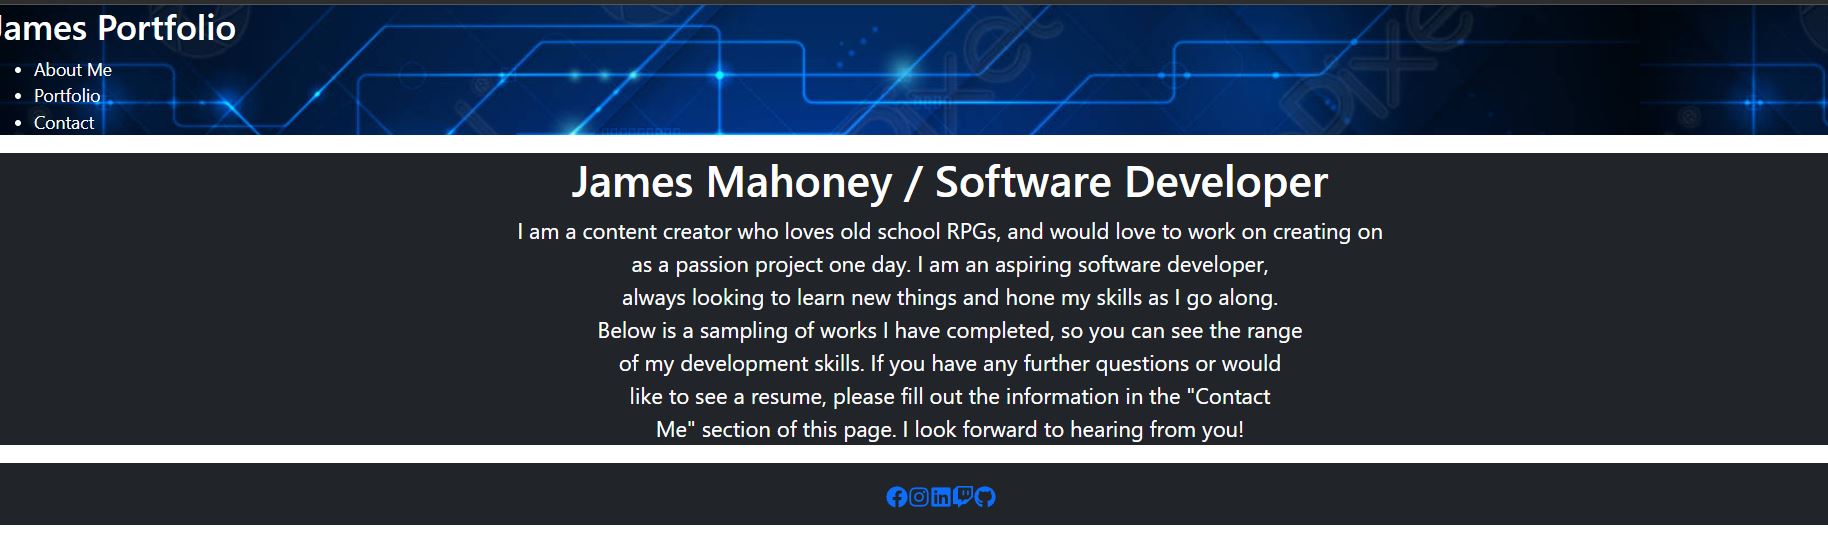 James Portfolio
About Me
Portfolio
Contact
James Mahoney / Software Developer
I am a content creator who loves old school RPGs, and would love to work on creating on
as a passion project one day. I am an aspiring software developer,
always looking to learn new things and hone my skills as I go along.
Below is a sampling of works I have completed, so you can see the range
of my development skills. If you have any further questions or would
like to see a resume, please fill out the information in the "Contact
Me" section of this page. I look forward to hearing from you!